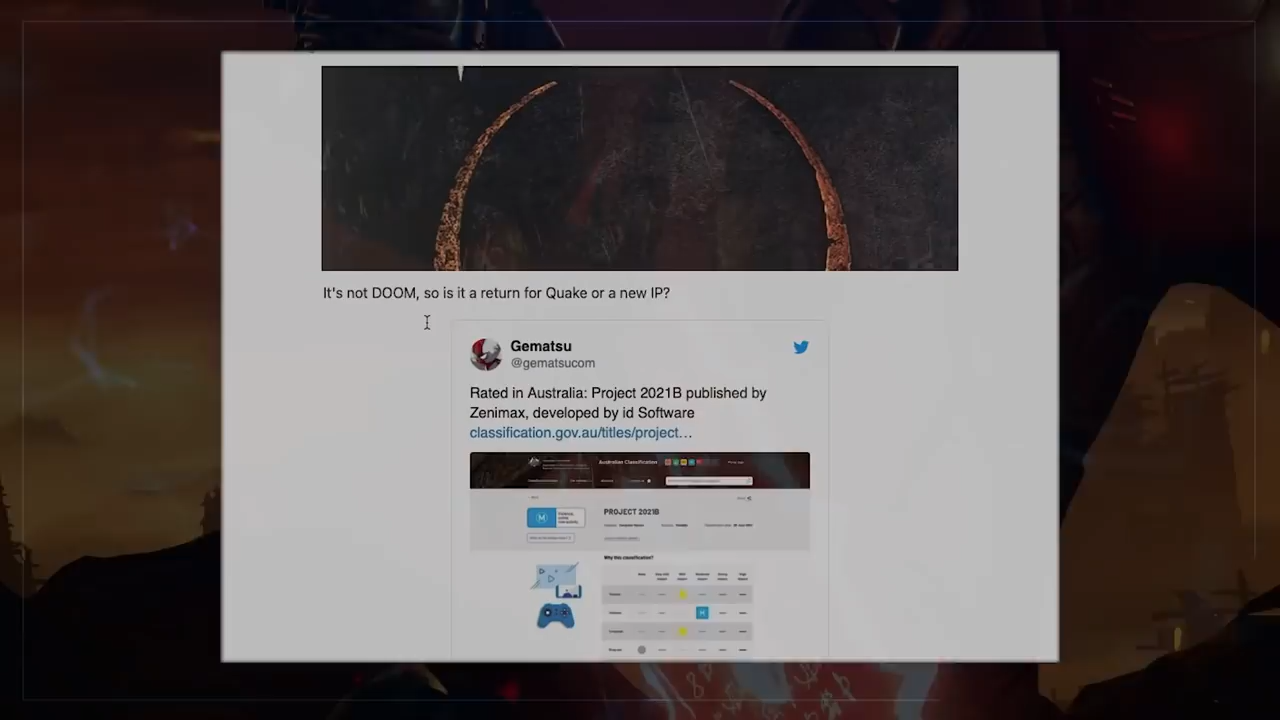 It's not DOOM, so is it a return for Quake or a new IP?
Gematsu
@gematsucom
Rated in Australia: Project 2021B published by
Zenimax, developed by id Software
classification.gov.au/titles/project…
Australian Classification
M
PROJECT 2021B
Why this classification?
M